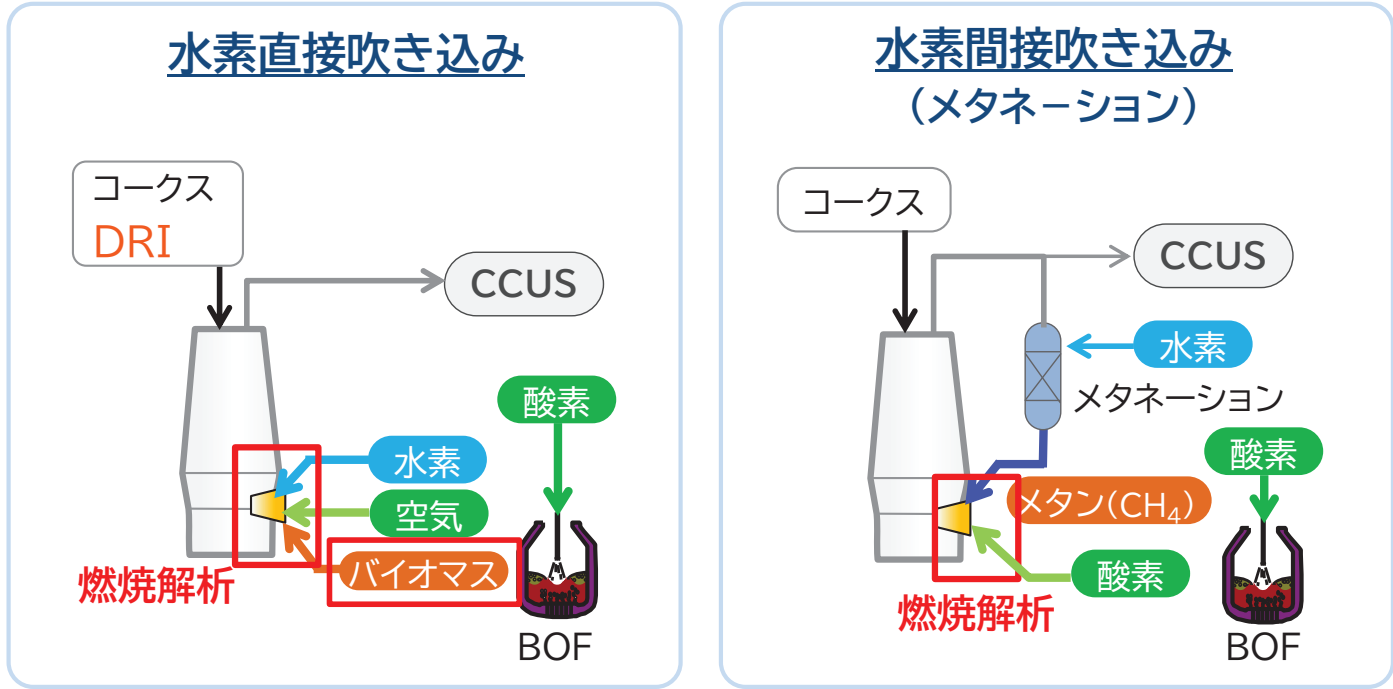 水素直接吹き込み
コークス
DRI
CCUS
酸素
水素
空気
バイオマス
燃焼解析
BOF
水素間接吹き込み
（メタネーション）
コークス
CCUS
水素
メタネーション
酸素
メタン(CH₄)
酸素
燃焼解析
BOF